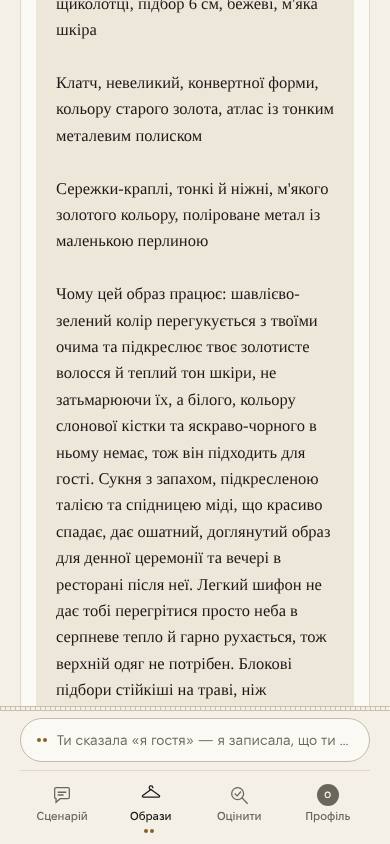 щиколотці, підбор 6 см, бежеві, м'яка
шкіра
Клатч, невеликий, конвертної форми,
кольору старого золота, атлас із тонким
металевим полиском
Сережки-краплі, тонкі й ніжні, м'якого
золотого кольору, поліроване метал із
маленькою перлиною
Чому цей образ працює: шавлієво-
зелений колір перегукується з твоїми
очима та підкреслює твоє золотисте
волосся й теплий тон шкіри, не
затьмарюючи їх, а білого, кольору
слонової кістки та яскраво-чорного в
ньому немає, тож він підходить для
гості. Сукня з запахом, підкресленою
талією та спідницею міді, що красиво
спадає, дає ошатний, доглянутий образ
для денної церемонії та вечері в
ресторані після неї. Легкий шифон не
дає тобі перегрітися просто неба в
серпневе тепло й гарно рухається, тож
верхній одяг не потрібен. Блокові
підбори стійкіші на траві, ніж
Ти сказала «я гостя» — я записала, що ти ...
Сценарій
Образи
Оцінити
О
Профіль